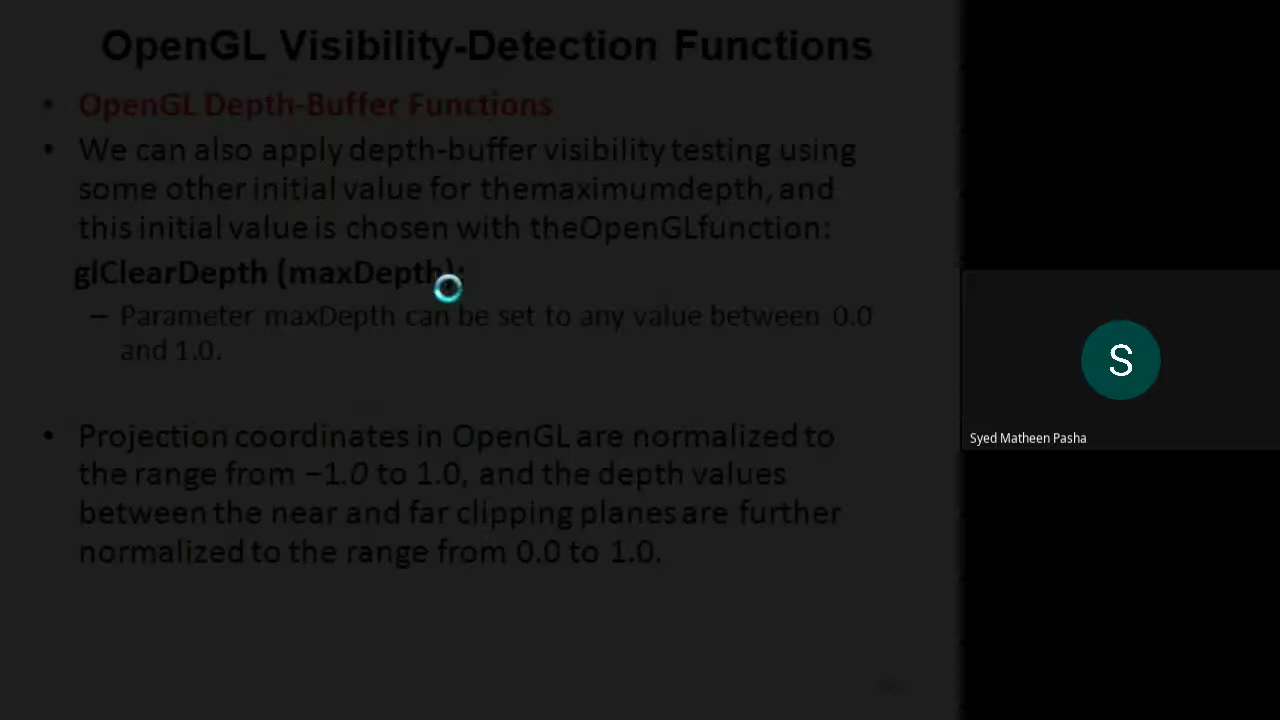 OpenGL Visibility-Detection Functions
• OpenGL Depth-Buffer Functions
• We can also apply depth-buffer visibility testing using
some other initial value for themaximumdepth, and
this initial value is chosen with theOpenGLfunction:
glClearDepth (maxDepth);
– Parameter maxDepth can be set to any value between 0.0
and 1.0.
• Projection coordinates in OpenGL are normalized to
the range from −1.0 to 1.0, and the depth values
between the near and far clipping planes are further
normalized to the range from 0.0 to 1.0.
S
Syed Matheen Pasha